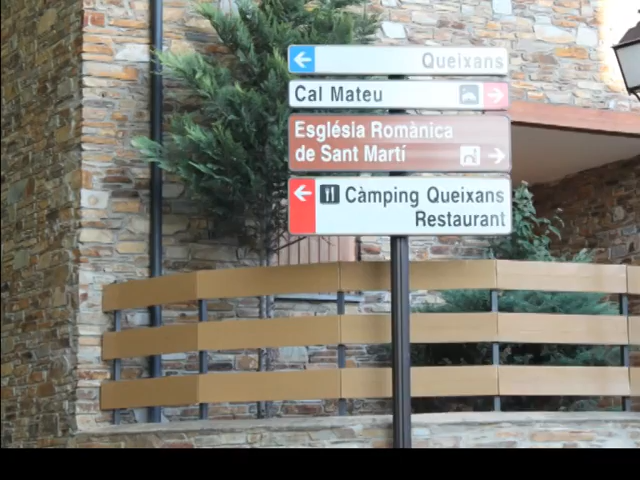 Queixans
Cal Mateu
Església Romànica
de Sant Martí
Càmping Queixans
Restaurant